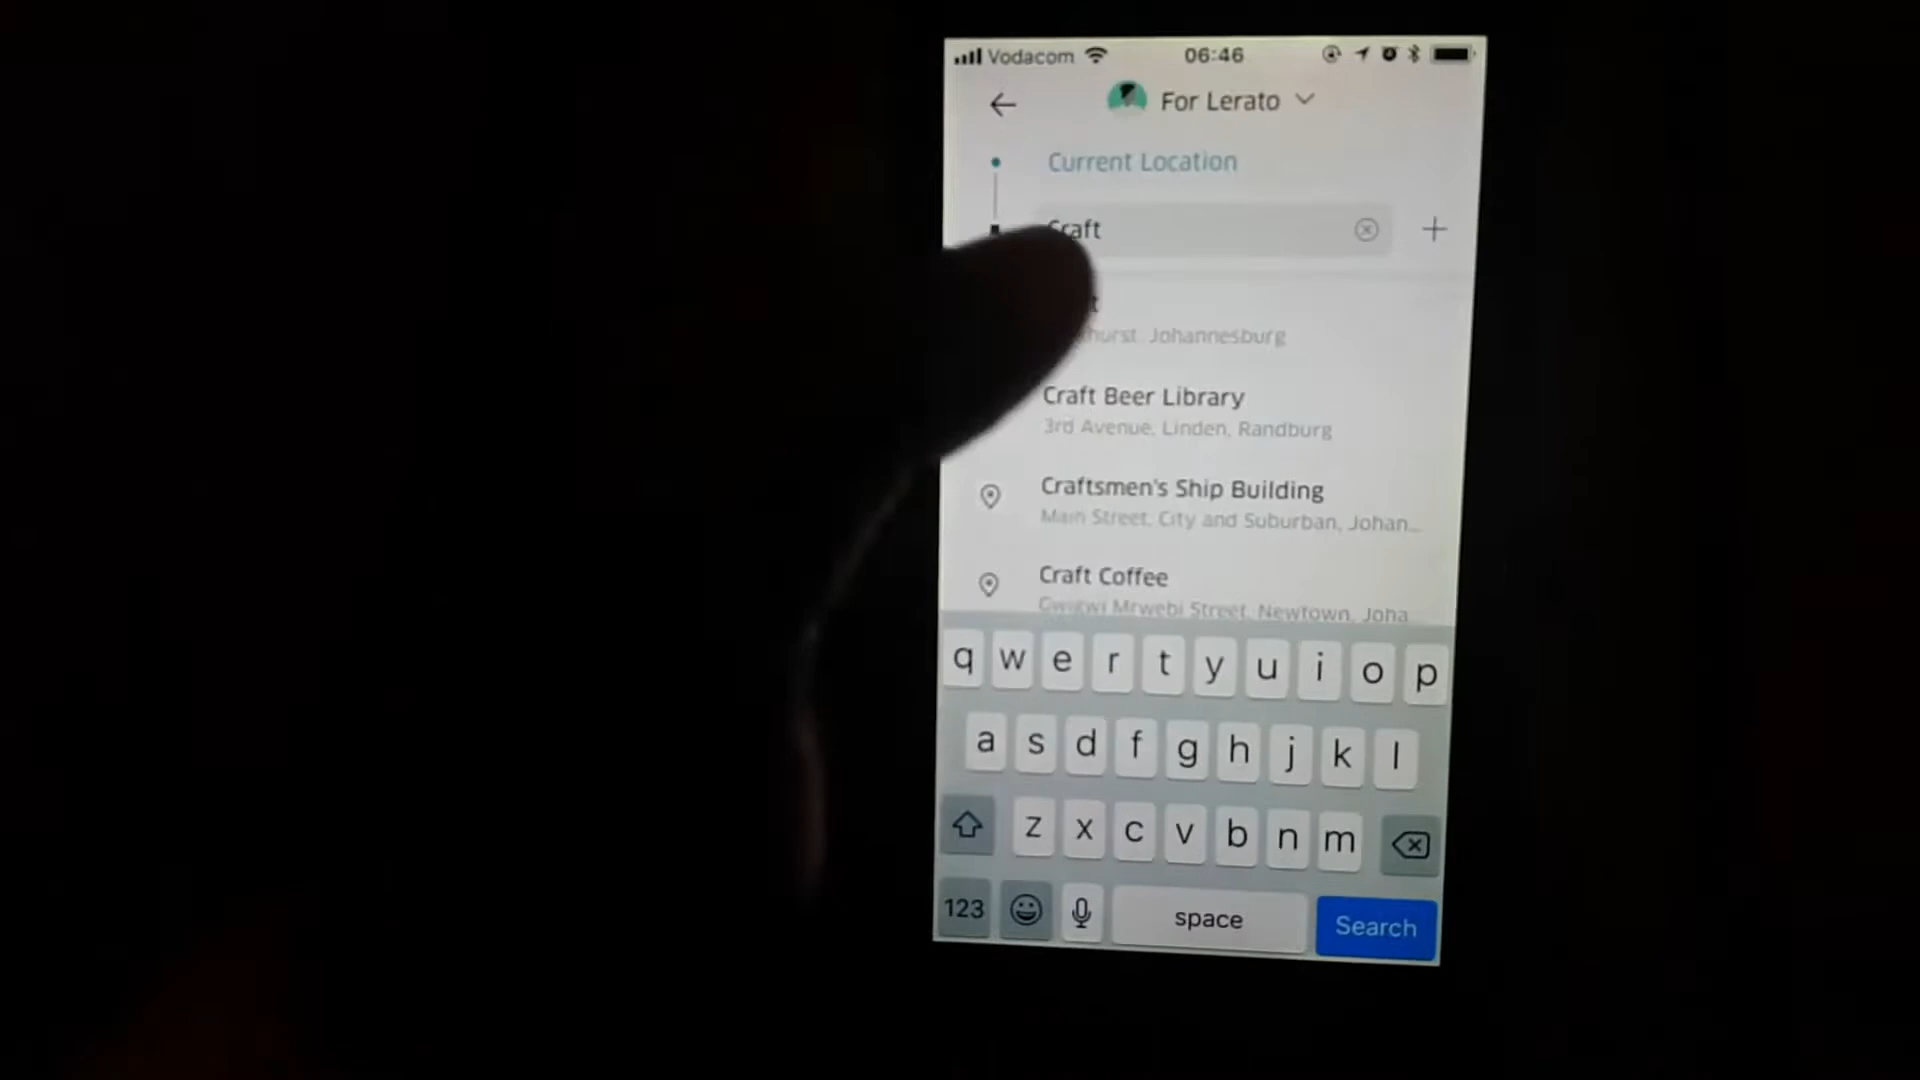 Vodacom 06:46
For Lerato
Current Location
Craft
Johannesburg
Craft Beer Library
3rd Avenue, Linden, Randburg
Craftsmen's Ship Building
Main Street, City and Suburban, Johan...
Craft Coffee
Gwigwi Mrwebi Street, Newtown, Joha
q w e r t y u i o p
a s d f g h j k l
z x c v b n m
123 space Search